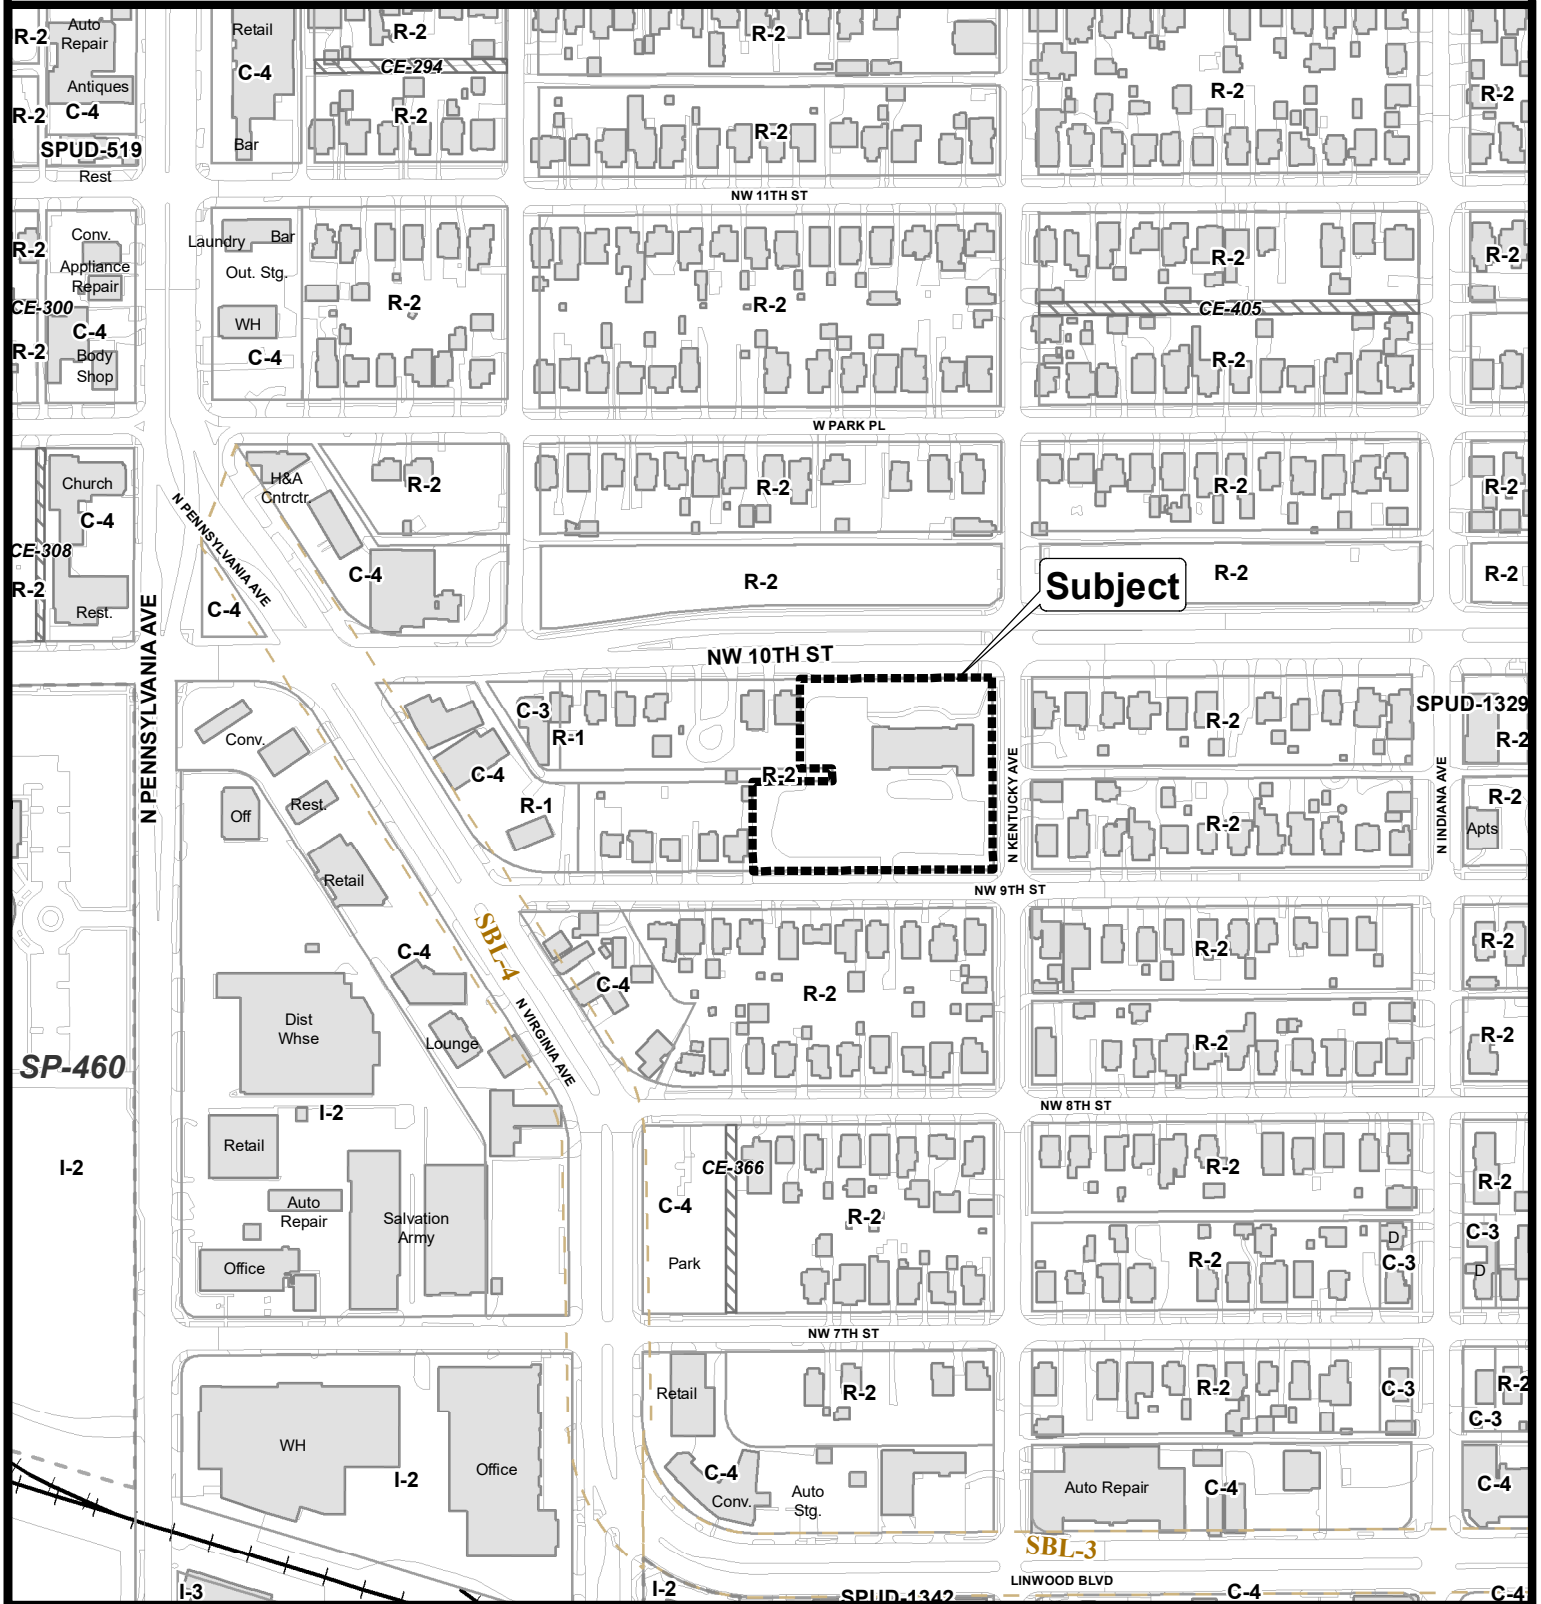 R-2
Auto
Repair
Retail
R-2
R-2
CE-294
C-4
Antiques
R-2
R-2
R-2
C-4
R-2
R-2
SPUD-519
Bar
Rest
NW 11TH ST
Conv.
Laundry
Bar
R-2
Appliance
Repair
Out. Stg.
R-2
R-2
CE-300
R-2
R-2
CE-405
C-4
WH
R-2
Body
Shop
C-4
R-2
W PARK PL
Church
H&A
Cntrctr.
R-2
R-2
R-2
R-2
C-4
N PENNSYLVANIA AVE
CE-308
R-2
C-4
R-2
Subject
R-2
R-2
Rest.
C-4
N PENNSYLVANIA AVE
NW 10TH ST
C-3
R-1
R-2
SPUD-1329
R-2
Conv.
C-4
R-2
N KENTUCKY AVE
N INDIANA AVE
Rest.
R-1
R-2
R-2
Off
Apts
Retail
NW 9TH ST
SBL-4
C-4
R-2
R-2
C-4
R-2
Dist
Whse
N VIRGINIA AVE
Lounge
R-2
R-2
SP-460
I-2
NW 8TH ST
Retail
I-2
CE-366
R-2
R-2
Auto
Repair
Salvation
Army
C-4
R-2
C-3
D
Park
R-2
C-3
D
Office
NW 7TH ST
Retail
R-2
R-2
C-3
R-2
C-3
WH
I-2
Office
C-4
Conv.
Auto
Stg.
Auto Repair
C-4
C-4
SBL-3
LINWOOD BLVD
I-3
I-2
SPUD-1342
C-4
C-4